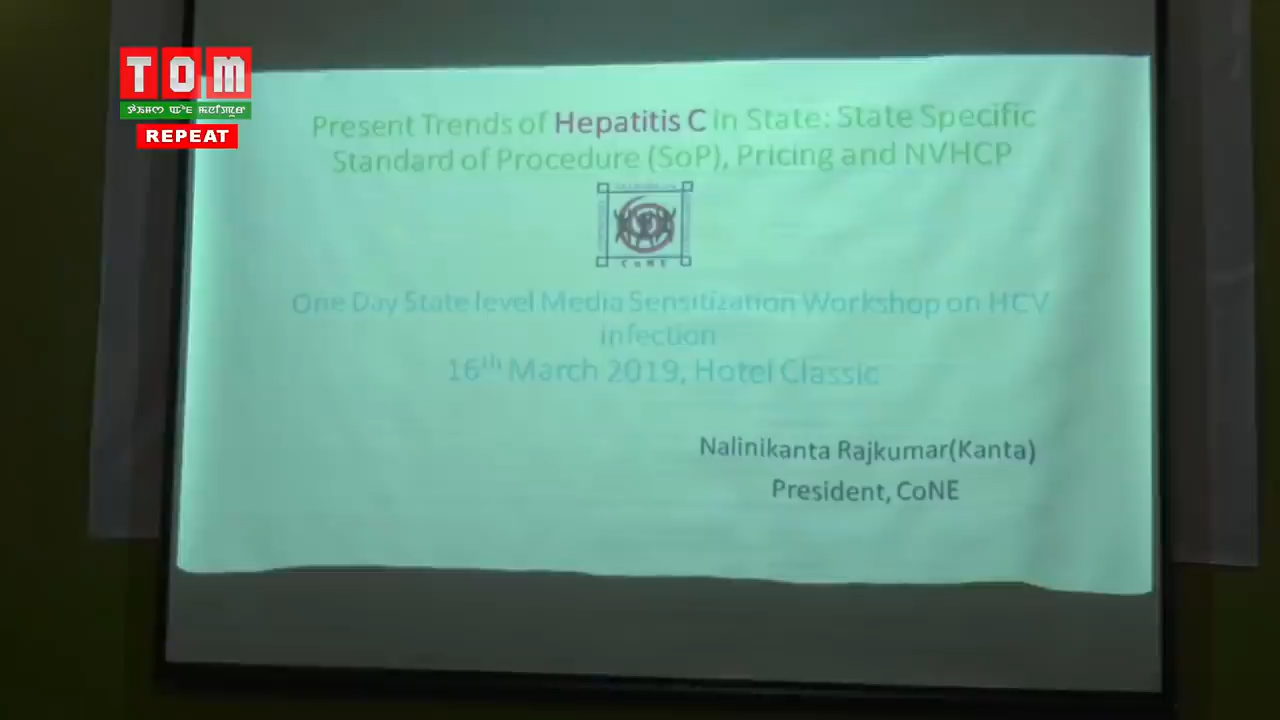 TOM
REPEAT
Present Trends of Hepatitis C in State: State Specific
Standard of Procedure (SoP), Pricing and NVHCP
CoNE
One Day State level Media Sensitization Workshop on HCV
infection
16th March 2019, Hotel Classic
Nalinikanta Rajkumar(Kanta)
President, CoNE